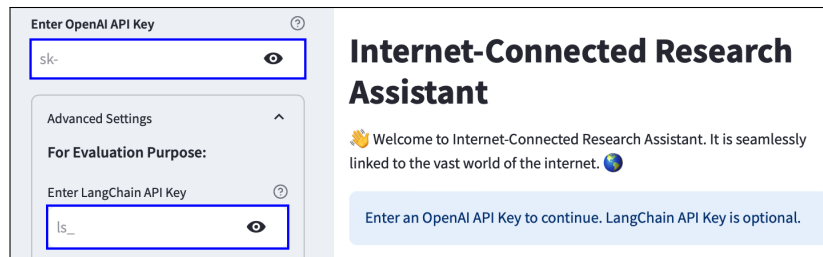 Enter OpenAI API Key
sk-
Advanced Settings
For Evaluation Purpose:
Enter LangChain API Key
ls_
Internet-Connected Research
Assistant
👋 Welcome to Internet-Connected Research Assistant. It is seamlessly
linked to the vast world of the internet. 🌎
Enter an OpenAI API Key to continue. LangChain API Key is optional.